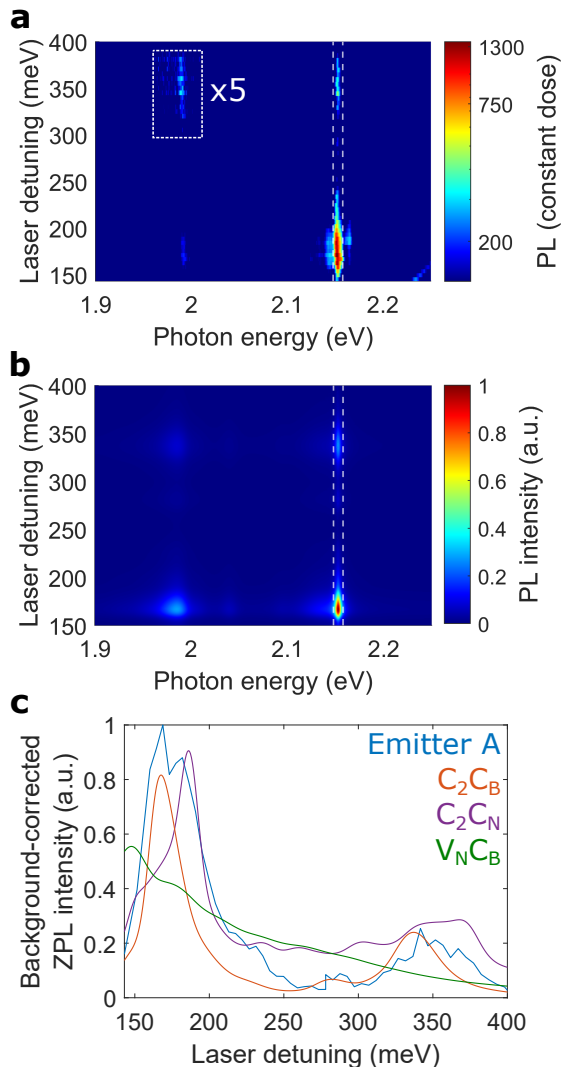 a
400
350
300
250
200
150
Laser detuning (meV)
x5
1.9 2 2.1 2.2
Photon energy (eV)
1300
750
200
PL (constant dose)
b
400
350
300
250
200
150
Laser detuning (meV)
1.9 2 2.1 2.2
Photon energy (eV)
1
0.8
0.6
0.4
0.2
0
PL intensity (a.u.)
c
1
0.8
0.6
0.4
0.2
0
Background-corrected
ZPL intensity (a.u.)
Emitter A
C₂C_B
C₂C_N
V_NC_B
150 200 250 300 350 400
Laser detuning (meV)